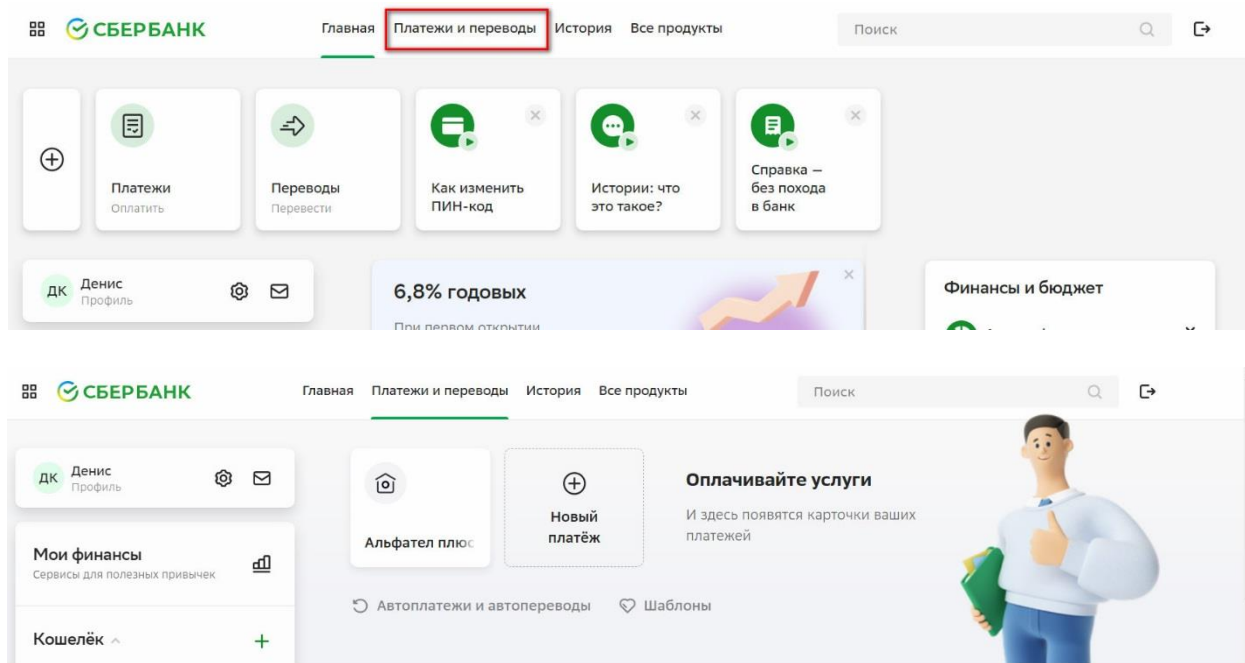 СБЕРБАНК
Главная Платежи и переводы История Все продукты
Поиск
Платежи
Оплатить
Переводы
Перевести
Как изменить
ПИН-код
Истории: что
это такое?
Справка —
без похода
в банк
ДК Денис
Профиль
6,8% годовых
При первом открытии
Финансы и бюджет
СБЕРБАНК
Главная Платежи и переводы История Все продукты
Поиск
ДК Денис
Профиль
Мои финансы
Сервисы для полезных привычек
Кошелёк
Альфател плюс
Новый
платёж
Оплачивайте услуги
И здесь появятся карточки ваших
платежей
Автоплатежи и автопереводы Шаблоны